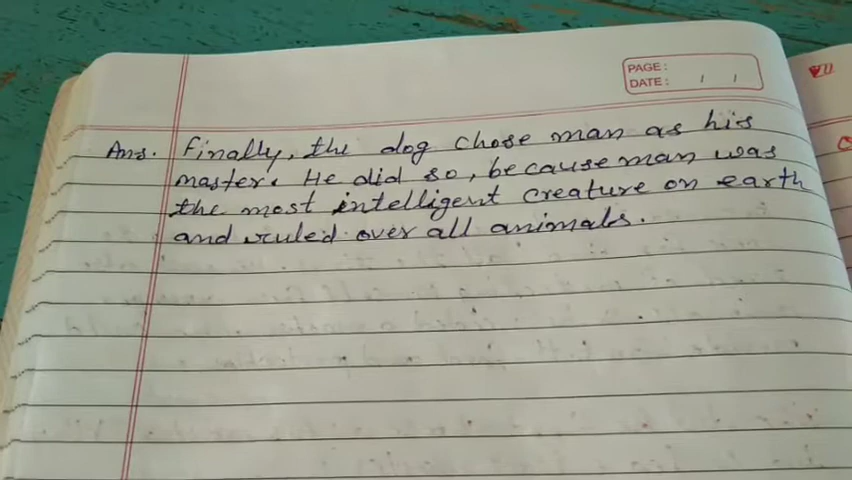 PAGE:
DATE: / /
Ans. Finally, the dog chose man as his
master. He did so, because man was
the most intelligent creature on earth
and ruled over all animals.